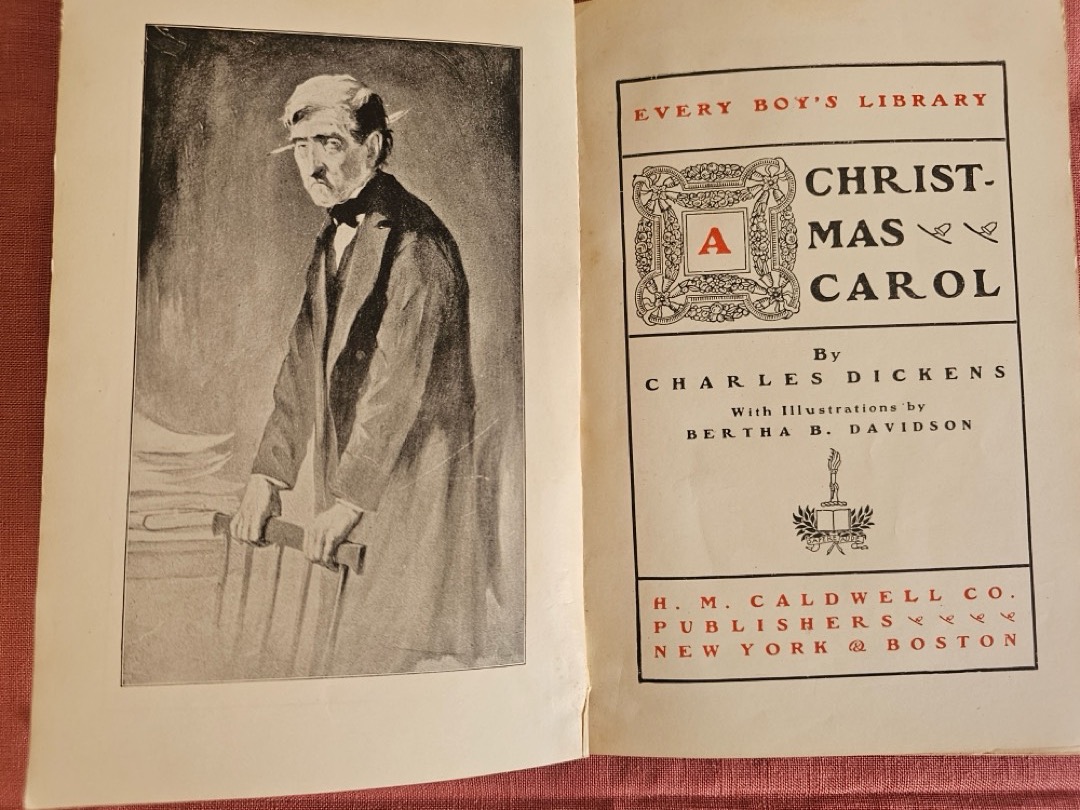 EVERY BOY'S LIBRARY
A CHRIST-
MAS
CAROL
By
CHARLES DICKENS
With Illustrations by
BERTHA B. DAVIDSON
H. M. CALDWELL CO.
PUBLISHERS
NEW YORK & BOSTON